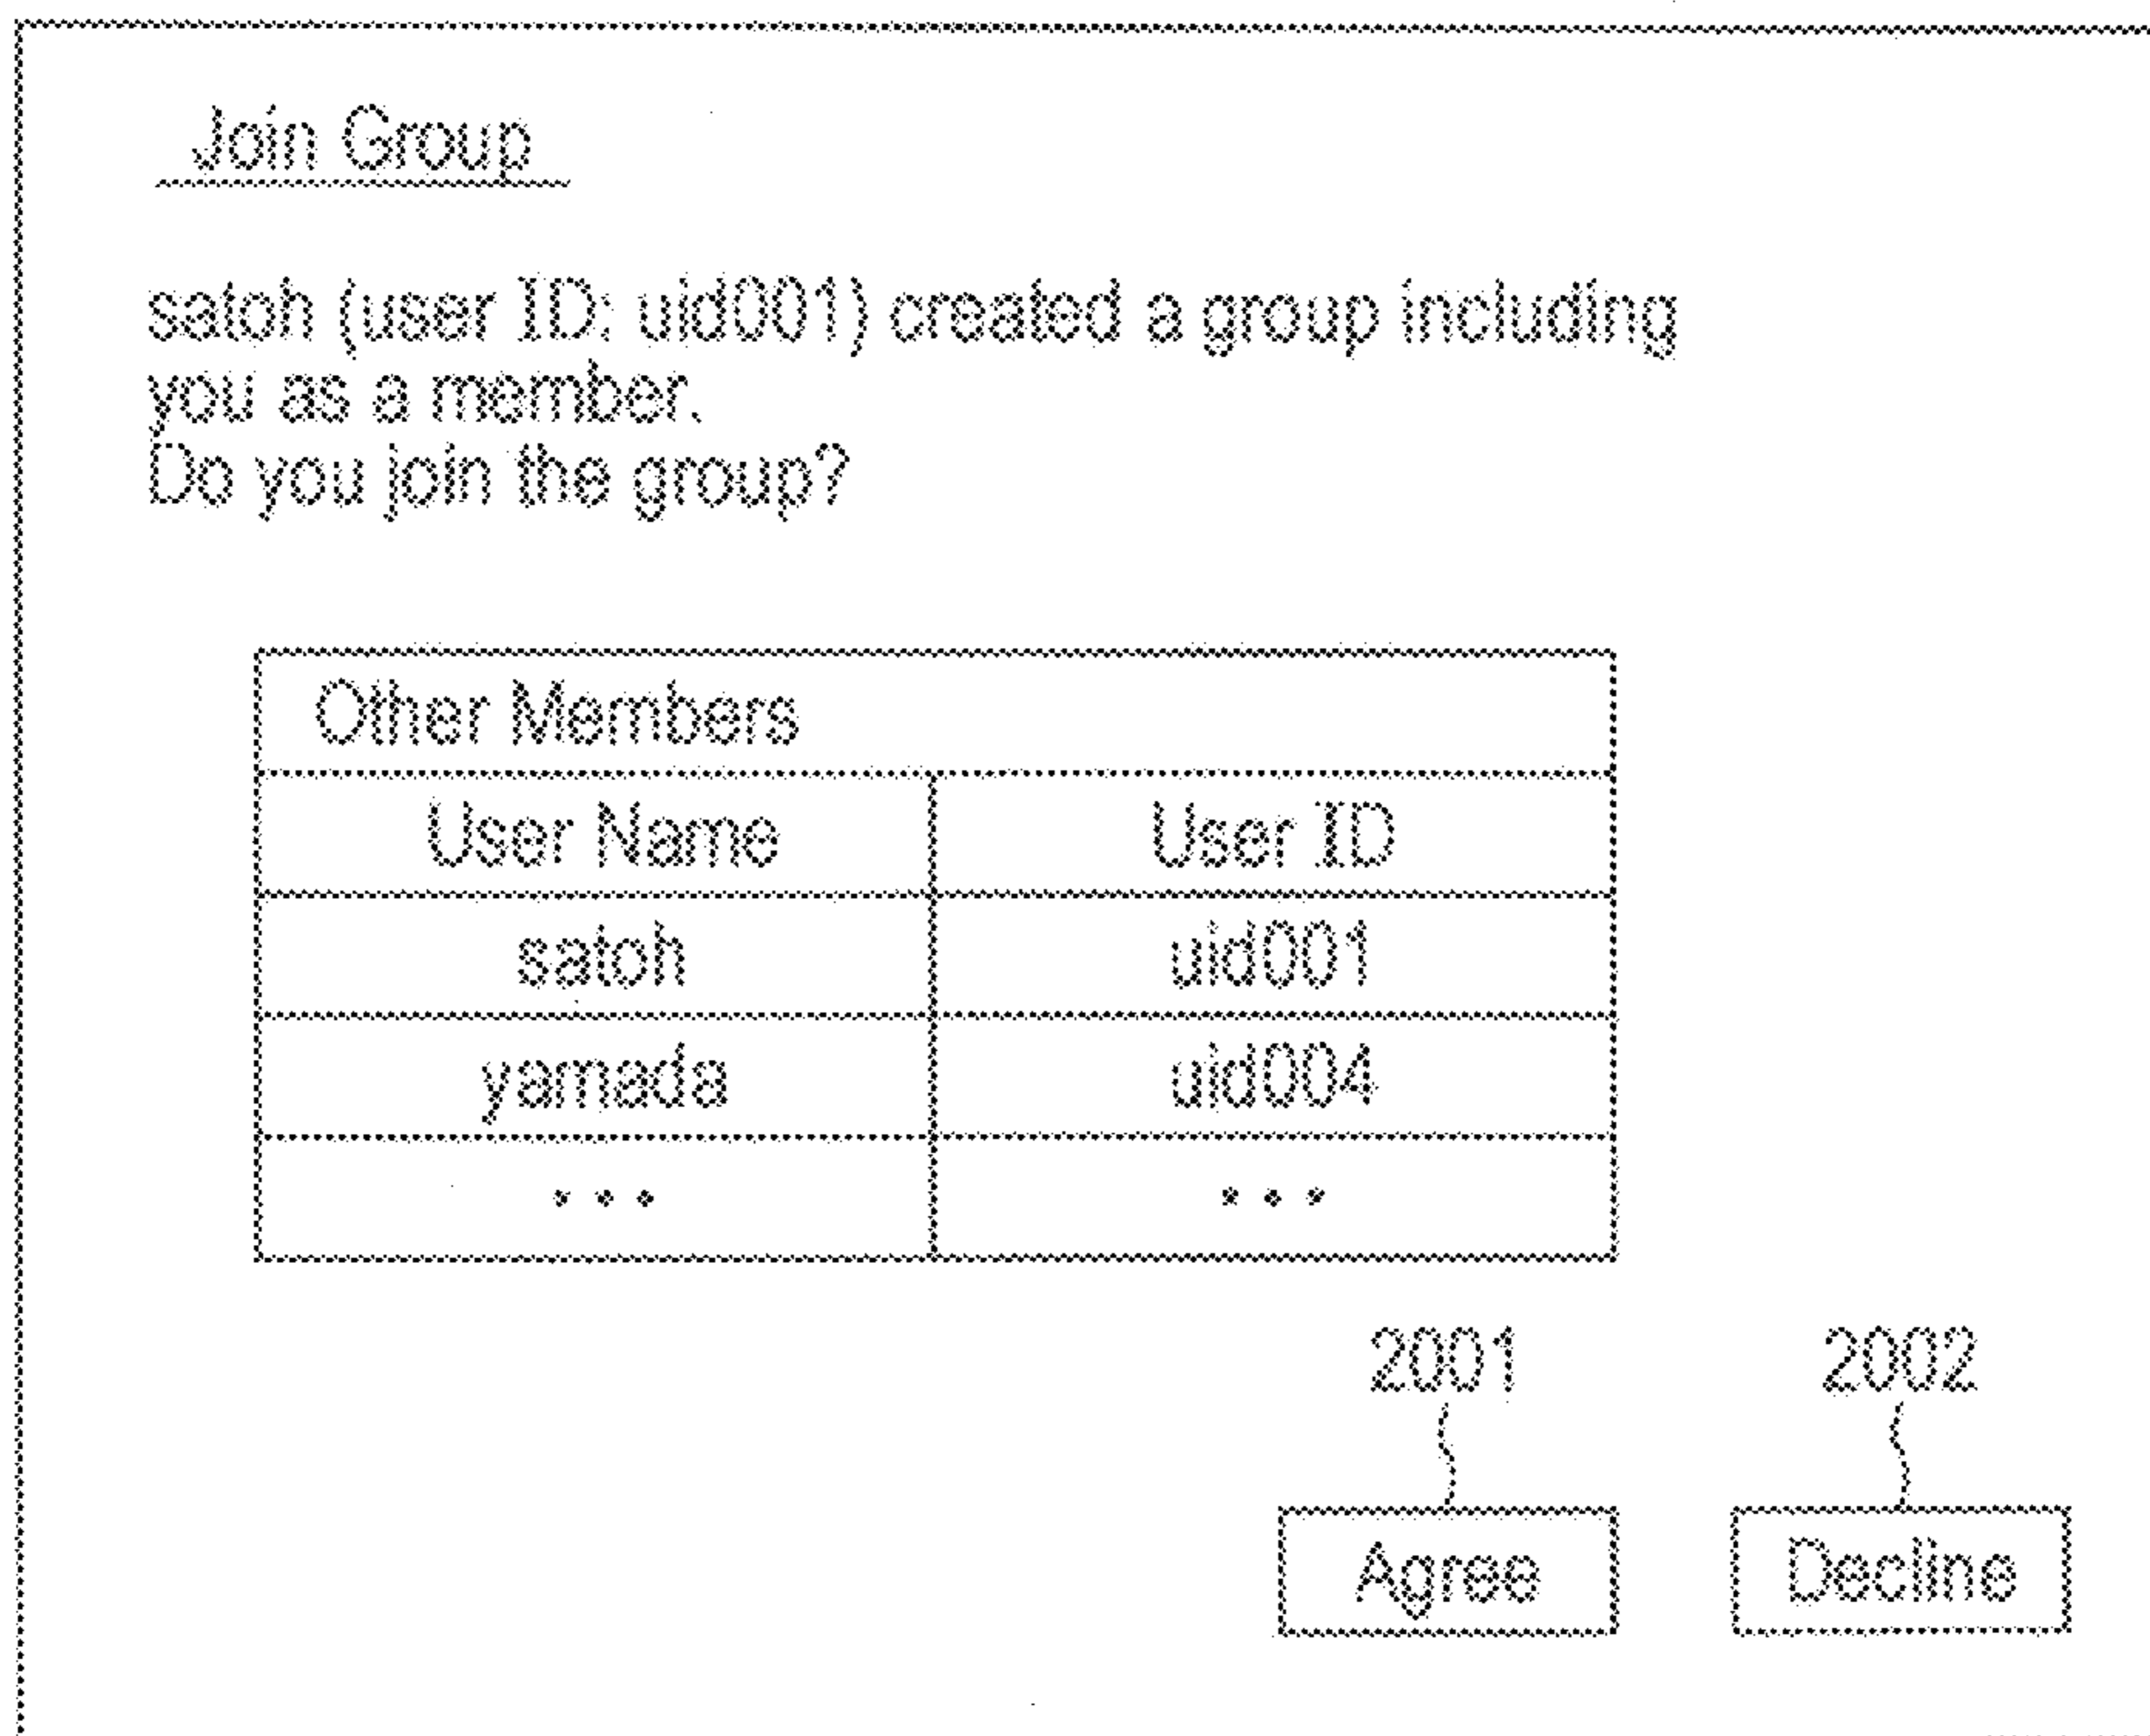 Join Group
satoh (user ID: uid001) created a group including
you as a member.
Do you join the group?
Other Members
User Name User ID
satoh uid001
yamada uid004
... ...
2001 2002
Agree Decline